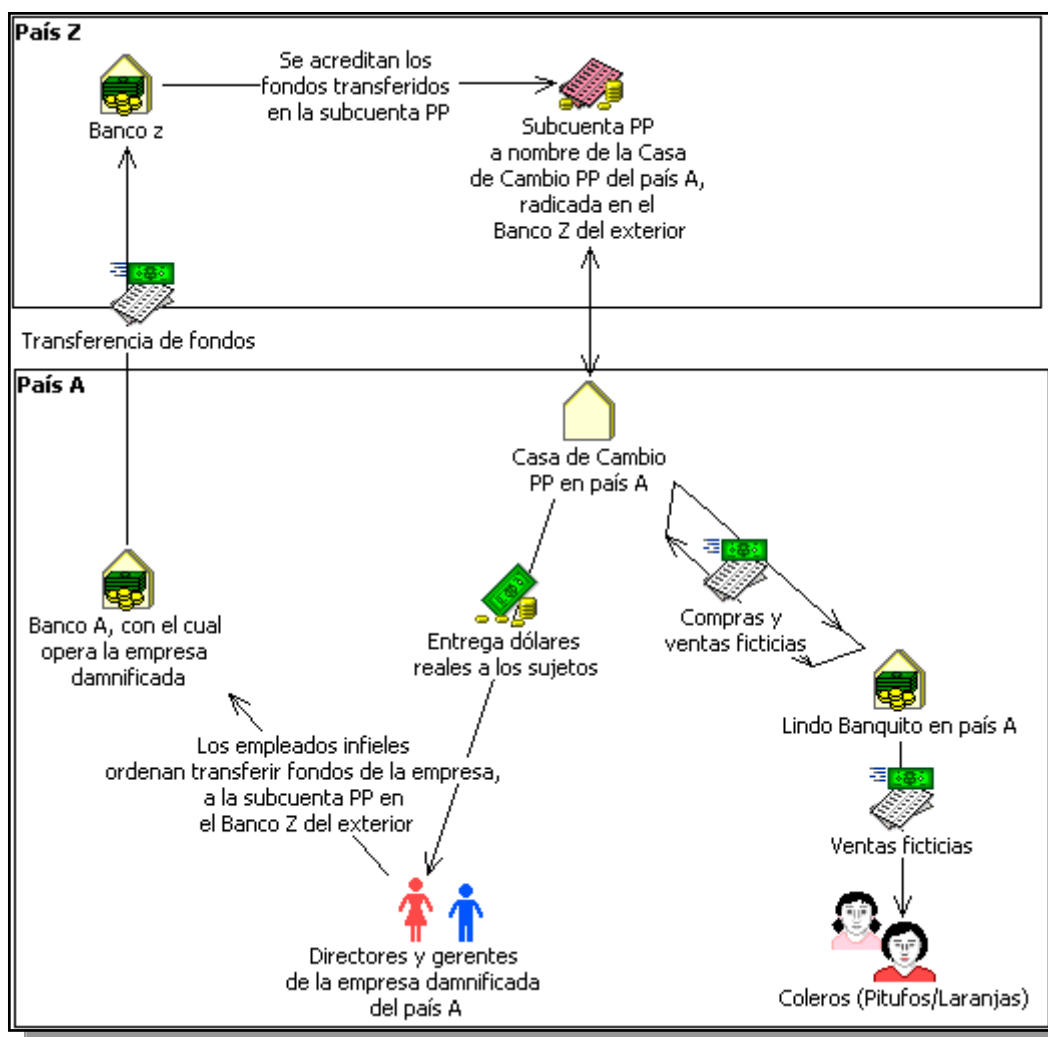 País Z
Se acreditan los
fondos transferidos
en la subcuenta PP
Banco z
Subcuenta PP
a nombre de la Casa
de Cambio PP del país A,
radicada en el
Banco Z del exterior
Transferencia de fondos
País A
Casa de Cambio
PP en país A
Banco A, con el cual
opera la empresa
damnificada
Entrega dólares
reales a los sujetos
Compras y
ventas ficticias
Lindo Banquito en país A
Los empleados infieles
ordenan transferir fondos de la empresa,
a la subcuenta PP en
el Banco Z del exterior
Ventas ficticias
Directores y gerentes
de la empresa damnificada
del país A
Coleros (Pitufos/Laranjas)